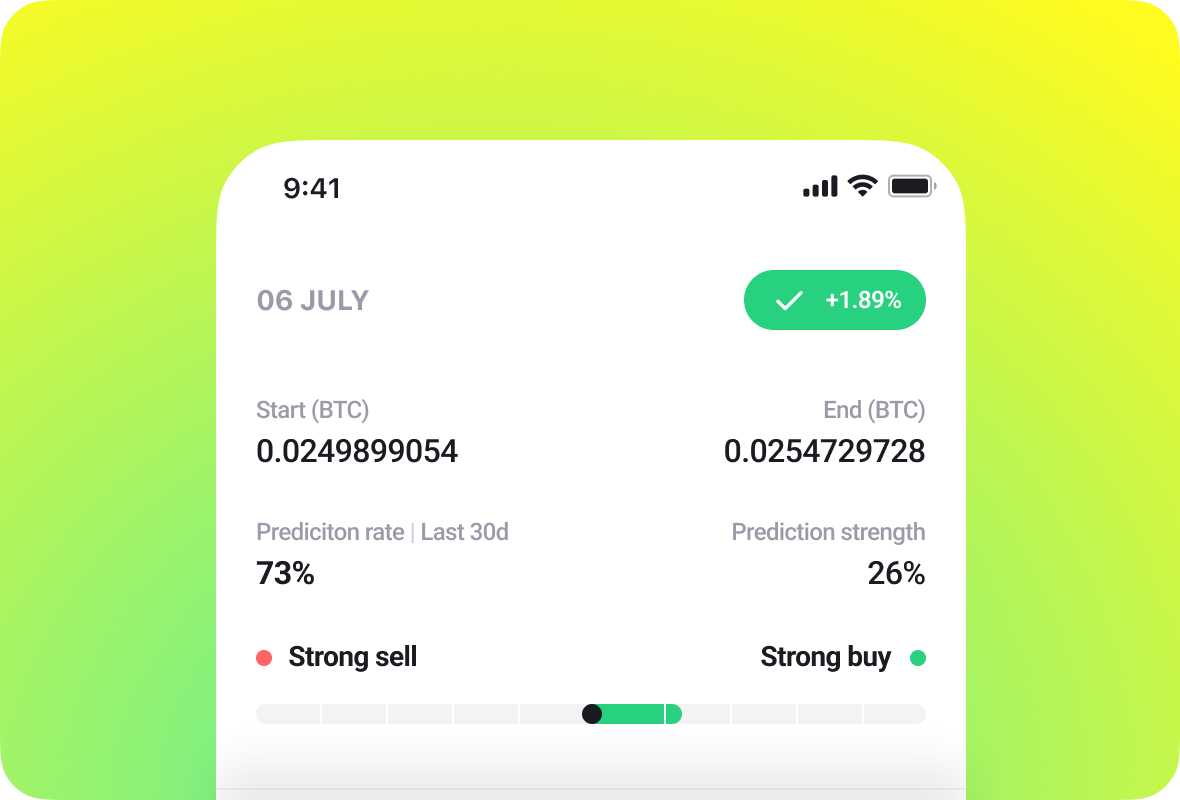 9:41
06 JULY
+1.89%
Start (BTC)
End (BTC)
0.0249899054
0.0254729728
Prediciton rate | Last 30d
Prediction strength
73%
26%
Strong sell
Strong buy